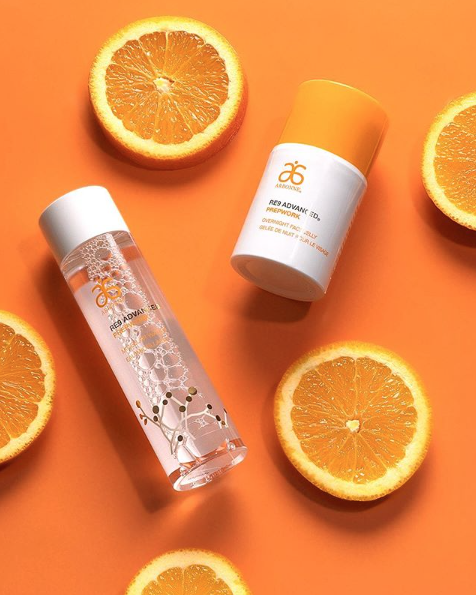 ARBONNE
RE9 ADVANCED®
PREPWORK
OVERNIGHT FACE JELLY
GELÉE DE NUIT POUR LE VISAGE
RE9 ADVANCED